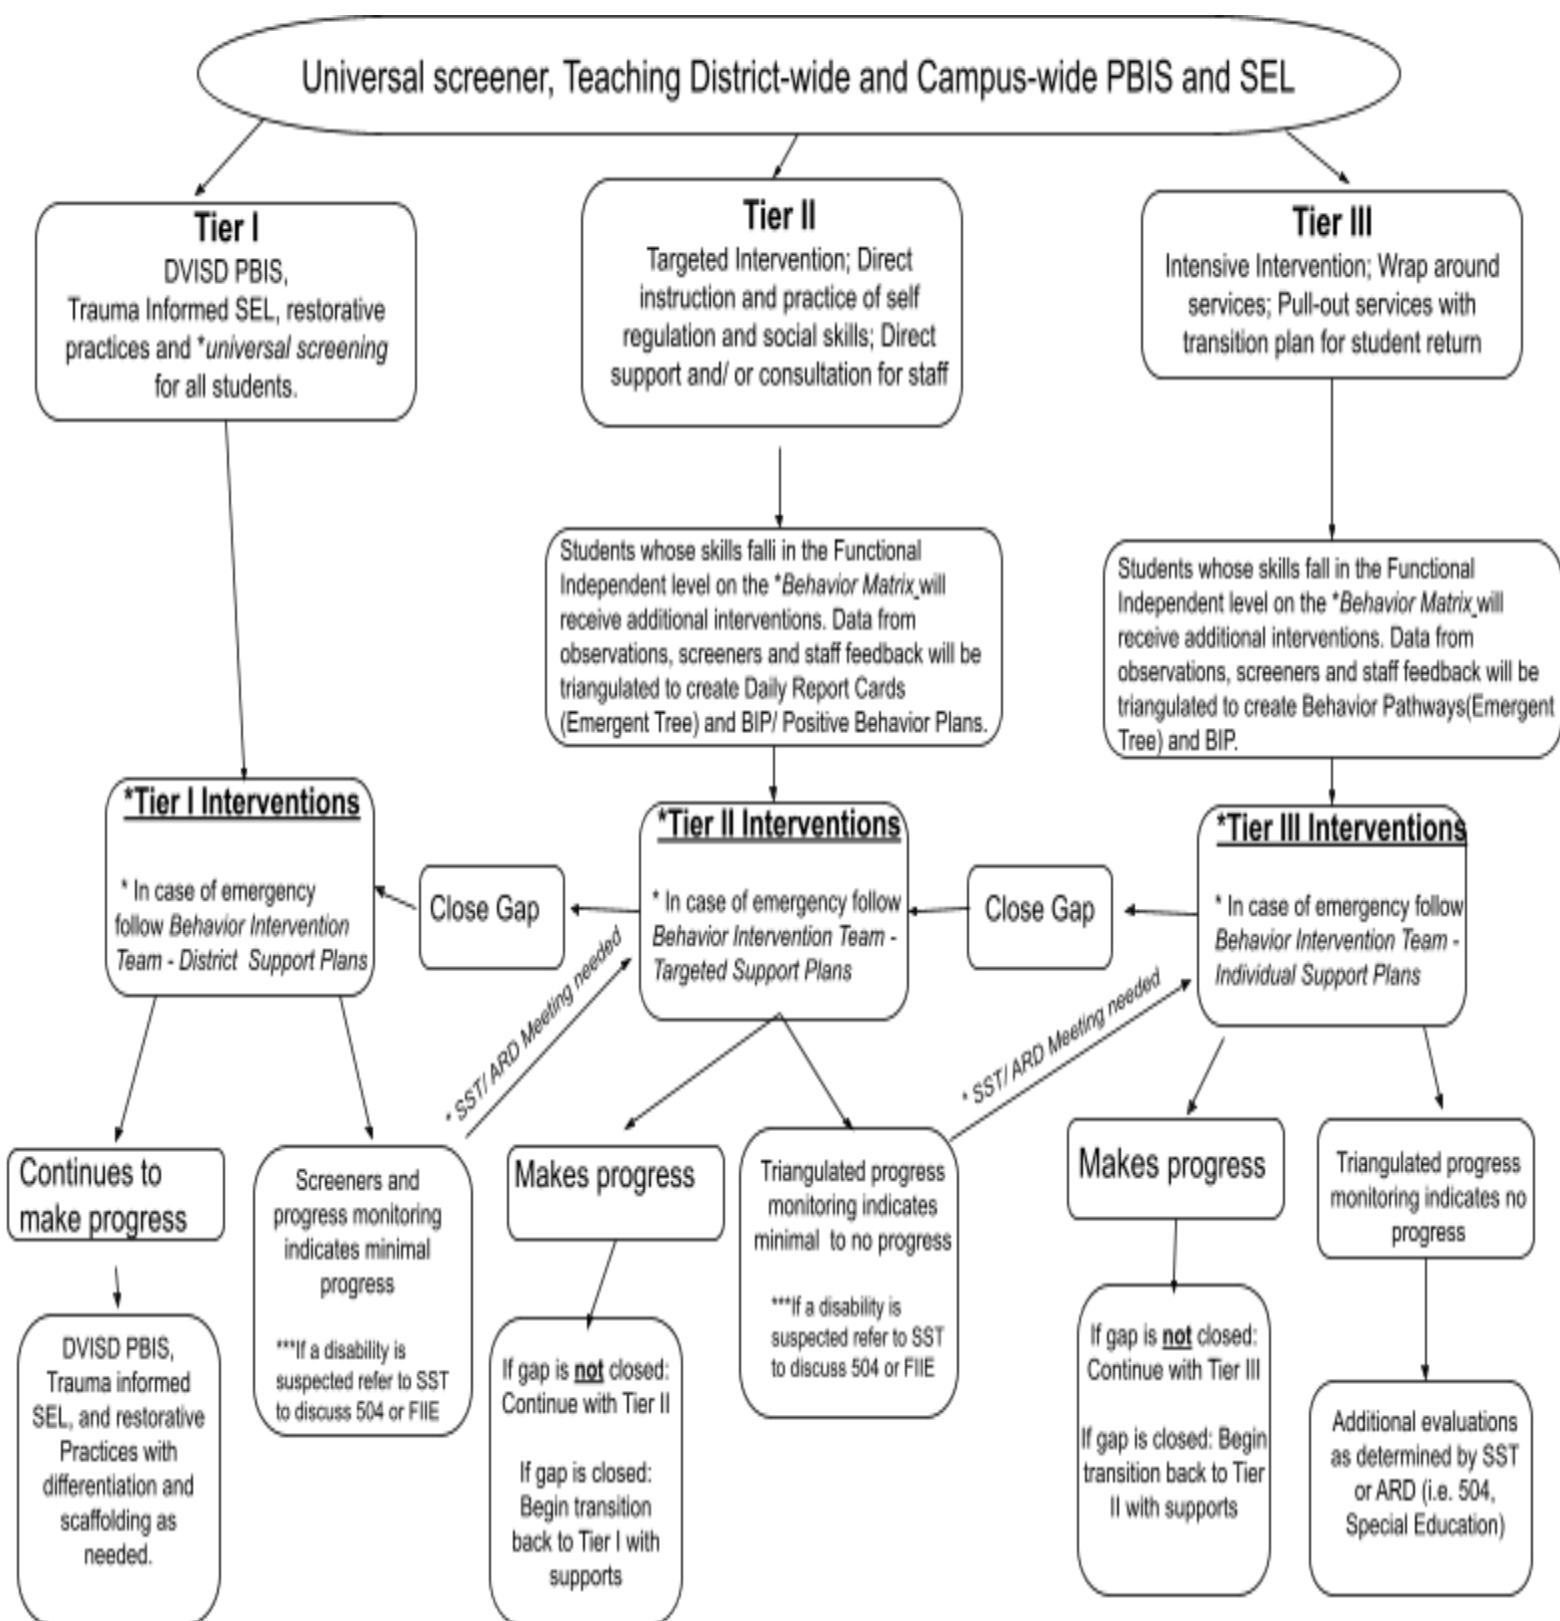 Universal screener, Teaching District-wide and Campus-wide PBIS and SEL
Tier I
DVISD PBIS,
Trauma Informed SEL, restorative
practices and *universal screening
for all students.
Tier II
Targeted Intervention; Direct
instruction and practice of self
regulation and social skills; Direct
support and/ or consultation for staff
Tier III
Intensive Intervention; Wrap around
services; Pull-out services with
transition plan for student return
Students whose skills falli in the Functional
Independent level on the *Behavior Matrix will
receive additional interventions. Data from
observations, screeners and staff feedback will be
triangulated to create Daily Report Cards
(Emergent Tree) and BIP/ Positive Behavior Plans.
Students whose skills fall in the Functional
Independent level on the *Behavior Matrix will
receive additional interventions. Data from
observations, screeners and staff feedback will be
triangulated to create Behavior Pathways(Emergent
Tree) and BIP.
*Tier I Interventions
* In case of emergency
follow Behavior Intervention
Team - District Support Plans
Close Gap
*Tier II Interventions
* In case of emergency follow
Behavior Intervention Team -
Targeted Support Plans
Close Gap
*Tier III Interventions
* In case of emergency follow
Behavior Intervention Team -
Individual Support Plans
* SST/ ARD Meeting needed
* SST/ ARD Meeting needed
Continues to
make progress
Screeners and
progress monitoring
indicates minimal
progress
***If a disability is
suspected refer to SST
to discuss 504 or FIIE
Makes progress
Triangulated progress
monitoring indicates
minimal to no progress
***If a disability is
suspected refer to SST
to discuss 504 or FIIE
Makes progress
Triangulated progress
monitoring indicates no
progress
DVISD PBIS,
Trauma informed
SEL, and restorative
Practices with
differentiation and
scaffolding as
needed.
If gap is not closed:
Continue with Tier II
If gap is closed:
Begin transition
back to Tier I with
supports
If gap is not closed:
Continue with Tier III
If gap is closed: Begin
transition back to Tier
II with supports
Additional evaluations
as determined by SST
or ARD (i.e. 504,
Special Education)